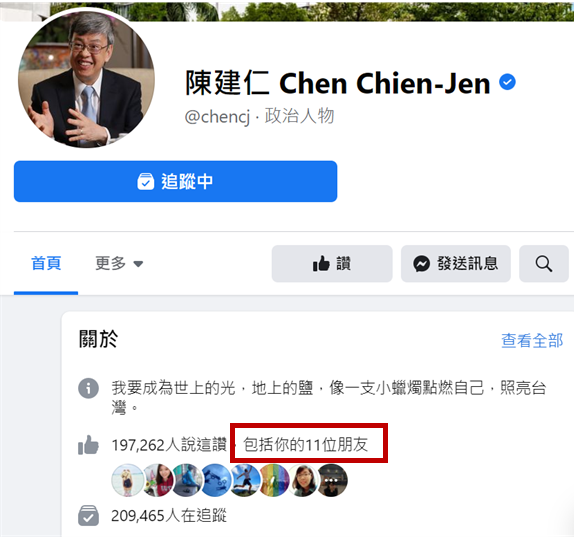 陳建仁 Chen Chien-Jen
@chencj · 政治人物
追蹤中
首頁 更多 讚 發送訊息
關於 查看全部
我要成為世上的光，地上的鹽，像一支小蠟燭點燃自己，照亮台
灣。
197,262人說這讚，包括你的11位朋友
209,465人在追蹤